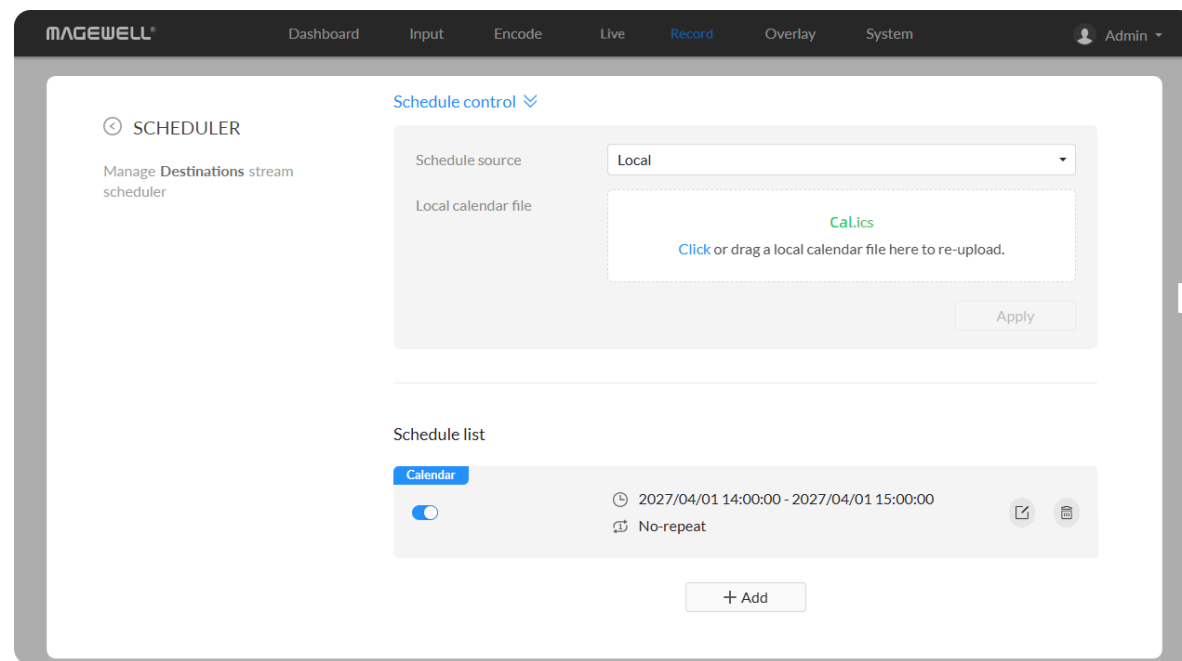 MAGEWELL®
Dashboard Input Encode Live Record Overlay System Admin
SCHEDULER
Manage Destinations stream
scheduler
Schedule control
Schedule source Local
Local calendar file
Cal.ics
Click or drag a local calendar file here to re-upload.
Apply
Schedule list
Calendar
2027/04/01 14:00:00 - 2027/04/01 15:00:00
No-repeat
+ Add